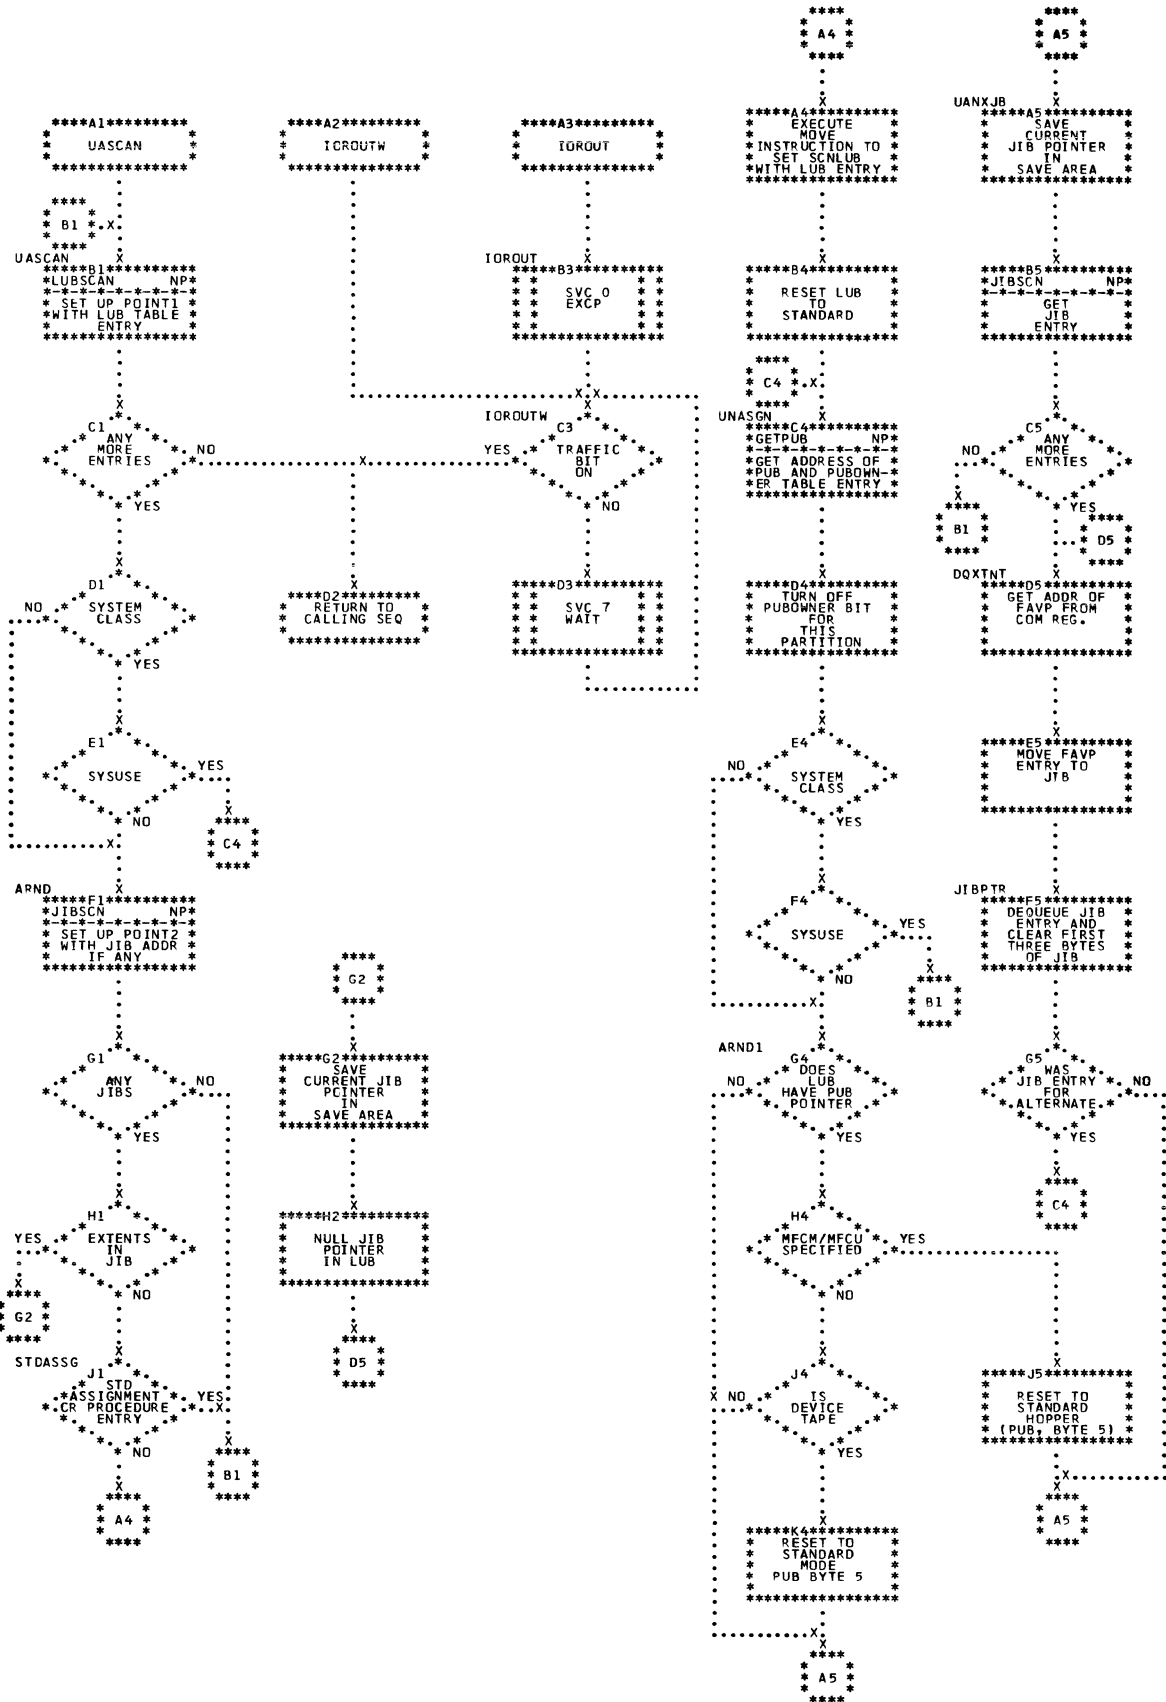 A4
A5
UANXJB
A1
UASCAN
A2
ICROUTW
A3
IOROUT
A4
EXECUTE
MOVE
INSTRUCTION TO
SET SCNLUB
WITH LUB ENTRY
A5
SAVE
CURRENT
JIB POINTER
IN
SAVE AREA
B1
UASCAN
B1
LUBSCAN NP
SET UP POINT1
WITH LUB TABLE
ENTRY
IOROUT
B3
SVC 0
EXCP
B4
RESET LUB
TO
STANDARD
B5
JIBSCN NP
GET
JIB
ENTRY
C4
C1
ANY
MORE
ENTRIES
NO
YES
IOROUTW
C3
TRAFFIC
BIT
ON
YES
NO
UNASGN
C4
GETPUB NP
GET ADDRESS OF
PUB AND PUBOWN-
ER TABLE ENTRY
C5
ANY
MORE
ENTRIES
NO
YES
B1
D5
D1
SYSTEM
CLASS
NO
YES
D2
RETURN TO
CALLING SEQ
D3
SVC 7
WAIT
D4
TURN OFF
PUBOWNER BIT
FOR
THIS
PARTITION
DQXTNT
D5
GET ADDR OF
FAVP FROM
COM REG.
E1
SYSUSE
YES
NO
C4
E4
SYSTEM
CLASS
NO
YES
E5
MOVE FAVP
ENTRY TO
JIB
ARND
F1
JIBSCN NP
SET UP POINT2
WITH JIB ADDR
IF ANY
F4
SYSUSE
YES
NO
B1
JIBPTR
F5
DEQUEUE JIB
ENTRY AND
CLEAR FIRST
THREE BYTES
OF JIB
G2
G1
ANY
JIBS
NO
YES
G2
SAVE
CURRENT JIB
POINTER
IN
SAVE AREA
ARND1
G4
DOES
LUB
HAVE PUB
POINTER
NO
YES
G5
WAS
JIB ENTRY
FOR
ALTERNATE
NO
YES
C4
H1
EXTENTS
IN
JIB
YES
NO
G2
H2
NULL JIB
POINTER
IN LUB
D5
H4
MFCM/MFCU
SPECIFIED
YES
NO
STDASSG
J1
STD
ASSIGNMENT
CR PROCEDURE
ENTRY
YES
NO
B1
A4
J4
IS
DEVICE
TAPE
NO
YES
J5
RESET TO
STANDARD
HOPPER
(PUB, BYTE 5)
A5
K4
RESET TO
STANDARD
MODE
PUB BYTE 5
A5